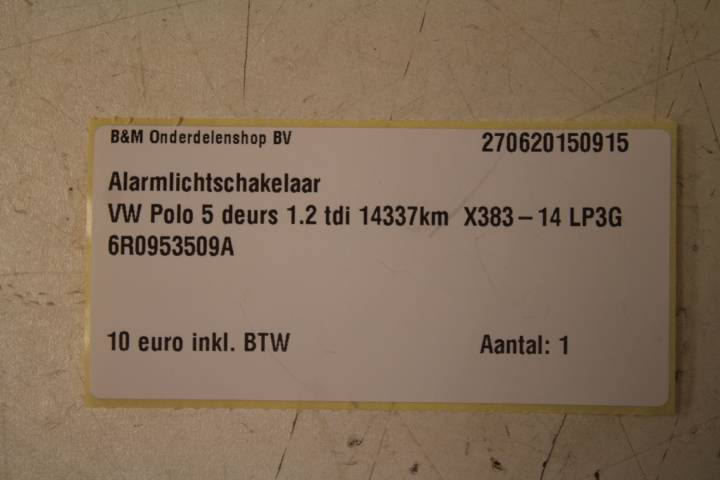 B&M Onderdelenshop BV 270620150915
Alarmlichtschakelaar
VW Polo 5 deurs 1.2 tdi 14337km X383-14 LP3G
6R0953509A
10 euro inkl. BTW Aantal: 1